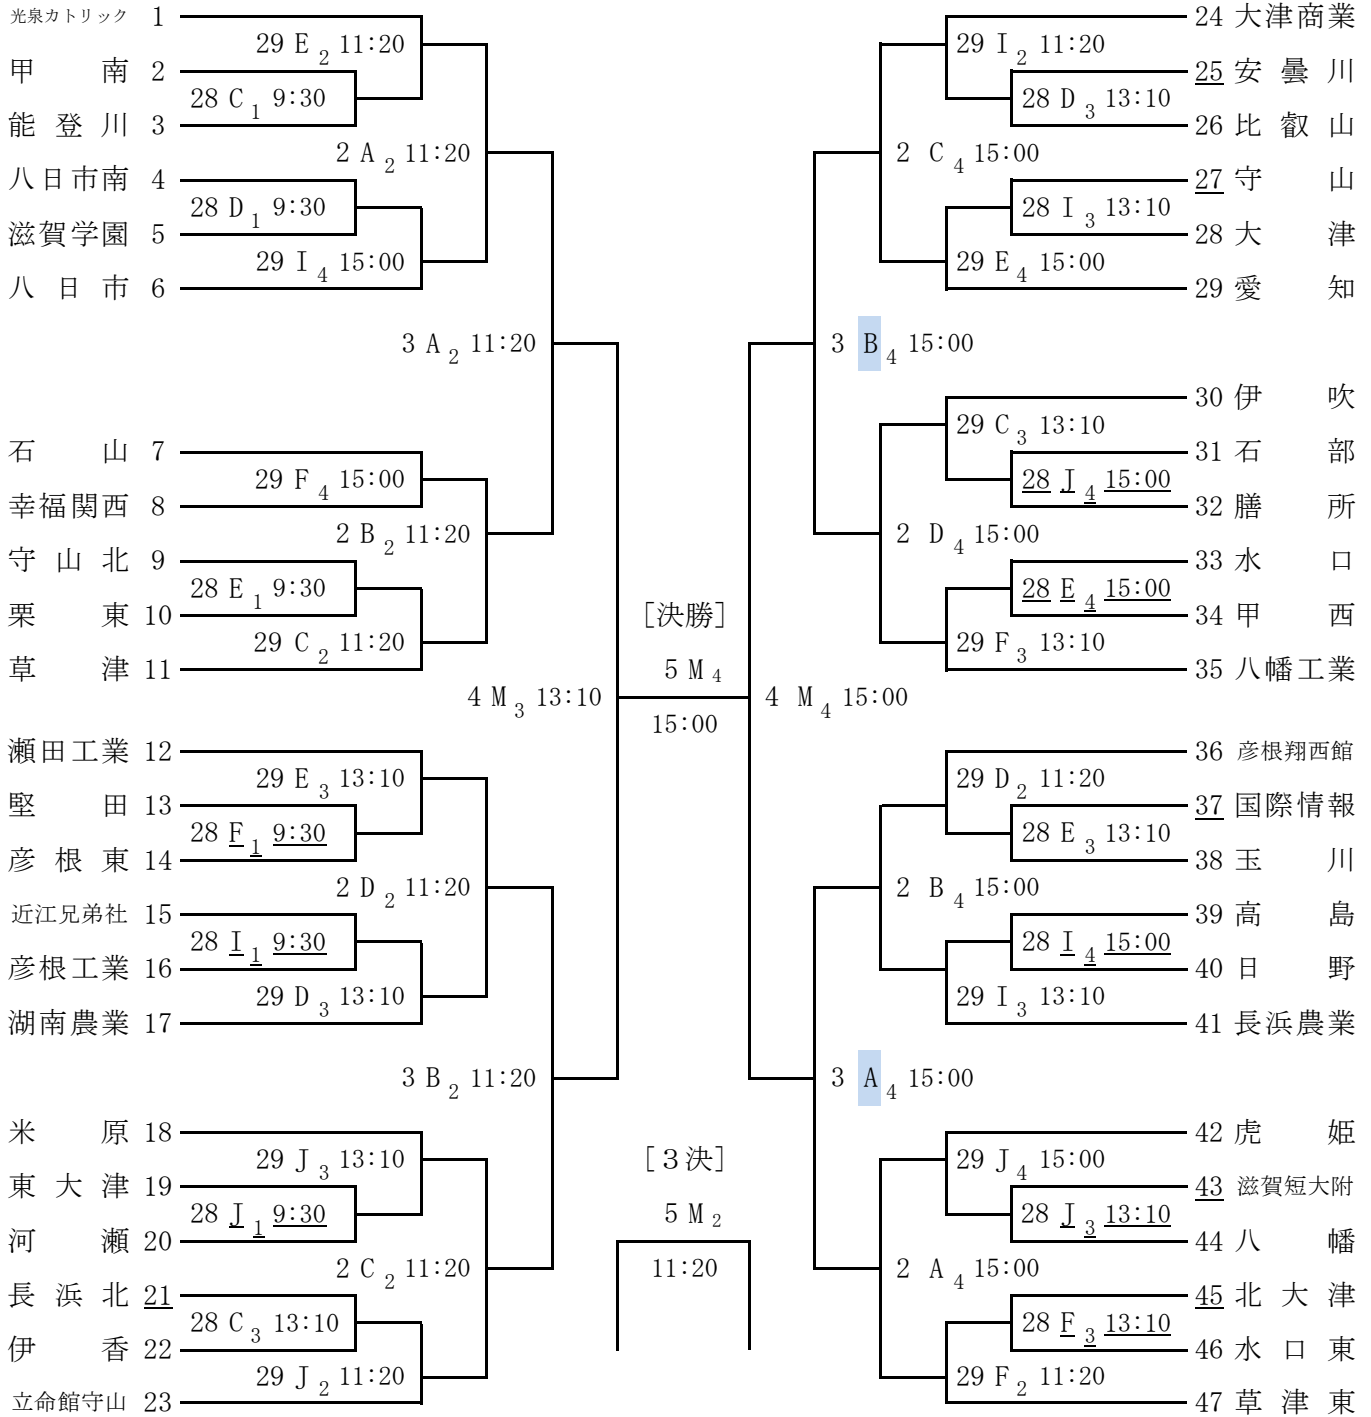 光泉カトリック 1
29 E 2 11:20
甲南 2
28 C 1 9:30
能登川 3
2 A 2 11:20
八日市南 4
28 D 1 9:30
滋賀学園 5
29 I 4 15:00
八日市 6
3 A 2 11:20
石山 7
29 F 4 15:00
幸福関西 8
2 B 2 11:20
守山北 9
28 E 1 9:30
栗東 10
29 C 2 11:20
草津 11
4 M 3 13:10
瀬田工業 12
29 E 3 13:10
堅田 13
28 F 1 9:30
彦根東 14
2 D 2 11:20
近江兄弟社 15
28 I 1 9:30
彦根工業 16
29 D 3 13:10
湖南農業 17
3 B 2 11:20
米原 18
29 J 3 13:10
東大津 19
28 J 1 9:30
河瀬 20
2 C 2 11:20
長浜北 21
28 C 3 13:10
伊香 22
29 J 2 11:20
立命館守山 23
[決勝]
5 M 4
15:00
[3決]
5 M 2
11:20
24 大津商業
29 I 2 11:20
25 安曇川
28 D 3 13:10
26 比叡山
2 C 4 15:00
27 守山
28 I 3 13:10
28 大津
29 E 4 15:00
29 愛知
3 B 4 15:00
30 伊吹
29 C 3 13:10
31 石部
28 J 4 15:00
32 膳所
2 D 4 15:00
33 水口
28 E 4 15:00
34 甲西
29 F 3 13:10
35 八幡工業
4 M 4 15:00
36 彦根翔西館
29 D 2 11:20
37 国際情報
28 E 3 13:10
38 玉川
2 B 4 15:00
39 高島
28 I 4 15:00
40 日野
29 I 3 13:10
41 長浜農業
3 A 4 15:00
42 虎姫
29 J 4 15:00
43 滋賀短大附
28 J 3 13:10
44 八幡
2 A 4 15:00
45 北大津
28 F 3 13:10
46 水口東
29 F 2 11:20
47 草津東